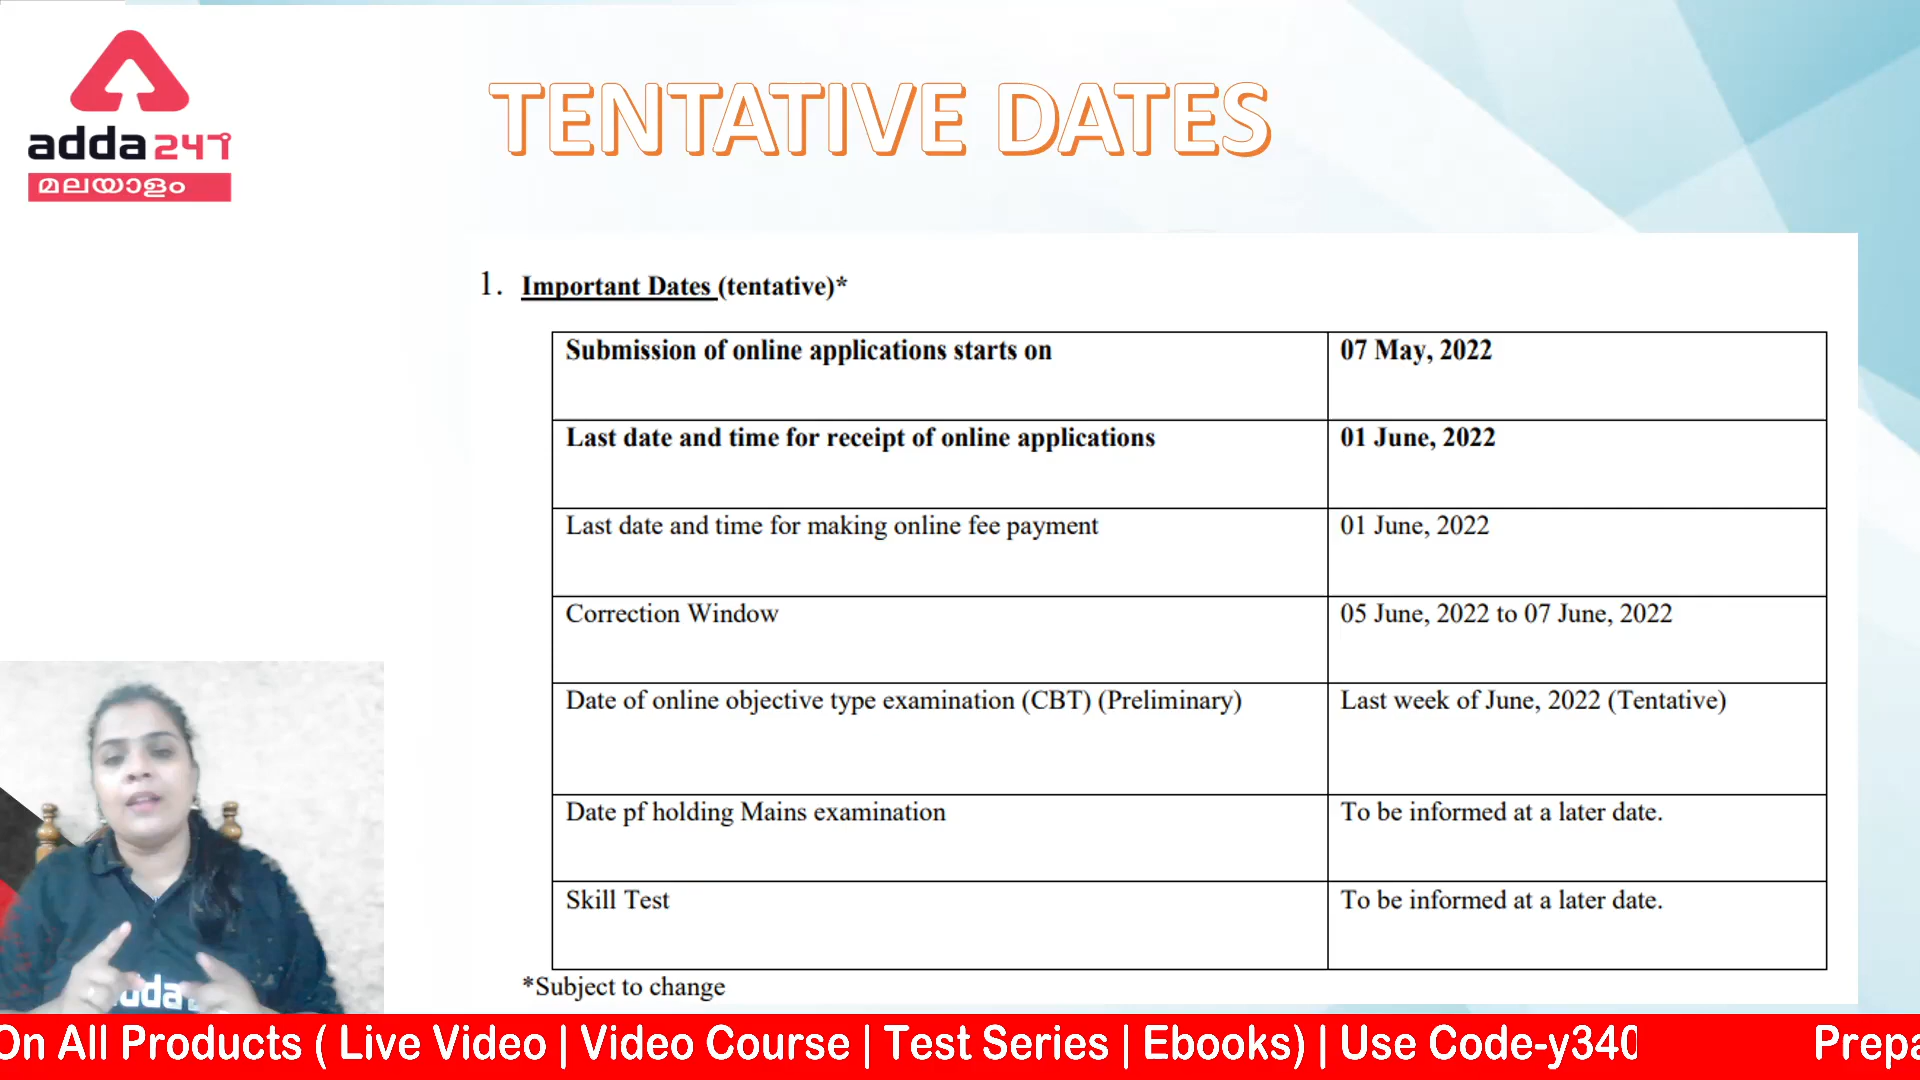 adda247
മലയാളം
TENTATIVE DATES
1. Important Dates (tentative)*
Submission of online applications starts on 07 May, 2022
Last date and time for receipt of online applications 01 June, 2022
Last date and time for making online fee payment 01 June, 2022
Correction Window 05 June, 2022 to 07 June, 2022
Date of online objective type examination (CBT) (Preliminary) Last week of June, 2022 (Tentative)
Date pf holding Mains examination To be informed at a later date.
Skill Test To be informed at a later date.
*Subject to change
On All Products ( Live Video | Video Course | Test Series | Ebooks) | Use Code-y340